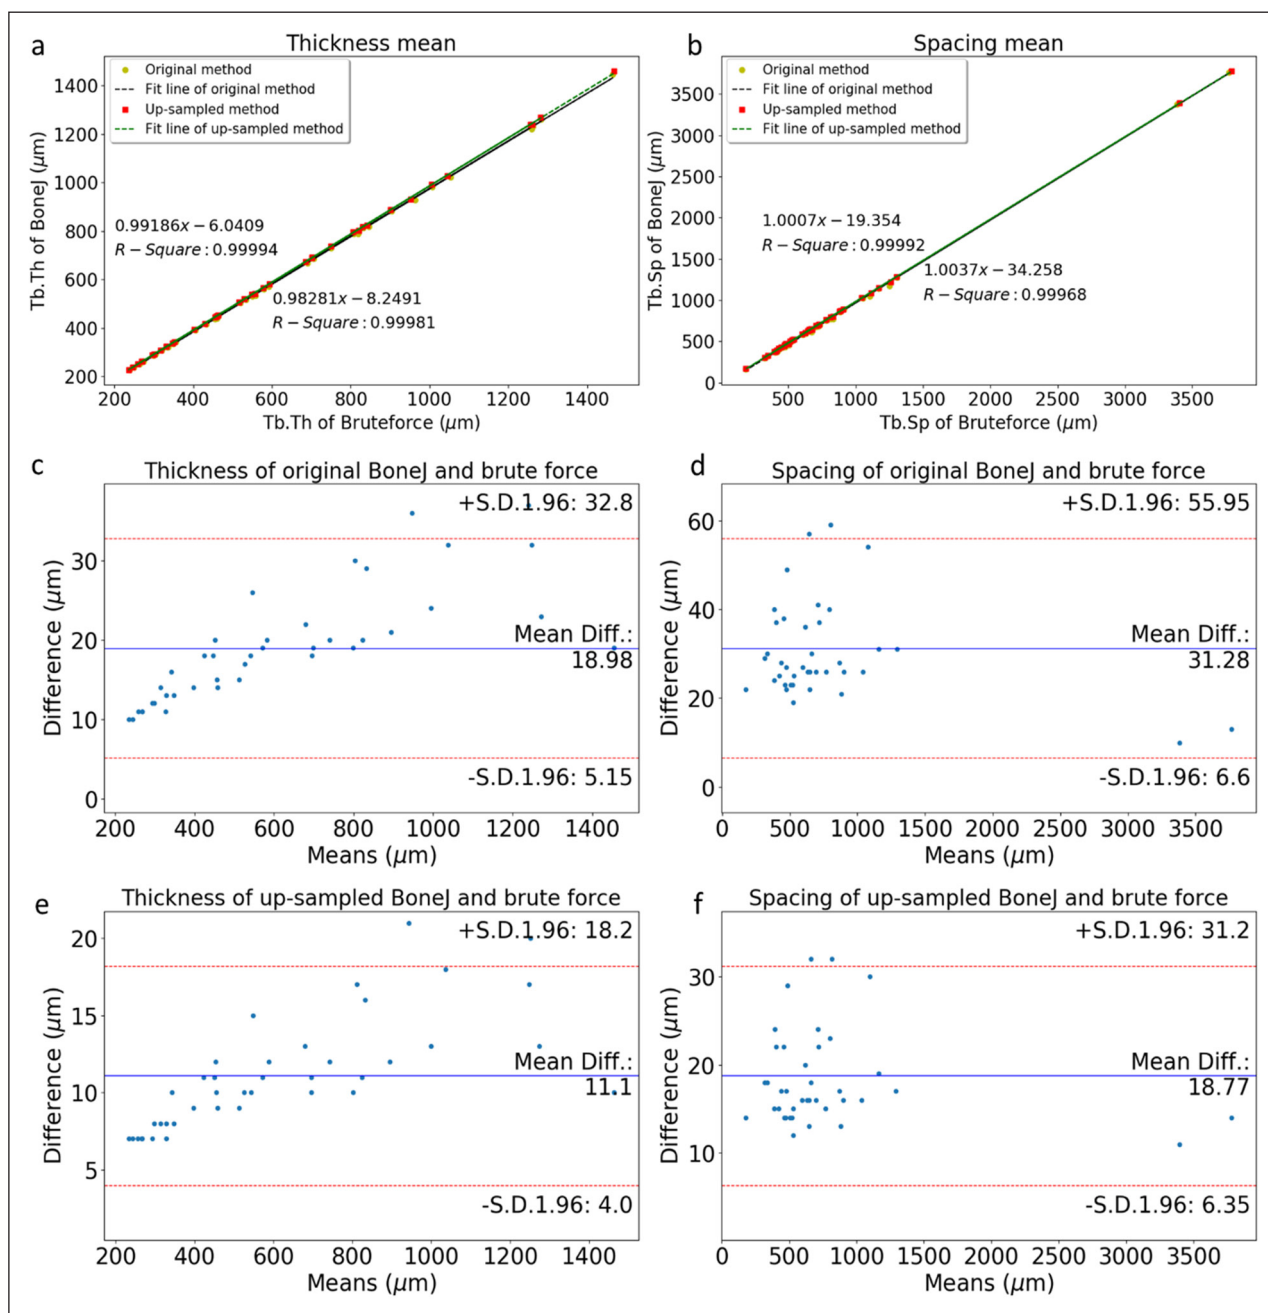 a
Thickness mean
Original method
Fit line of original method
Up-sampled method
Fit line of up-sampled method
0.99186x − 6.0409
R − Square : 0.99994
0.98281x − 8.2491
R − Square : 0.99981
1400
1200
1000
800
600
400
200
Tb.Th of BoneJ (μm)
200 400 600 800 1000 1200 1400
Tb.Th of Bruteforce (μm)
b
Spacing mean
Original method
Fit line of original method
Up-sampled method
Fit line of up-sampled method
1.0007x − 19.354
R − Square : 0.99992
1.0037x − 34.258
R − Square : 0.99968
3500
3000
2500
2000
1500
1000
500
0
Tb.Sp of BoneJ (μm)
500 1000 1500 2000 2500 3000 3500
Tb.Sp of Bruteforce (μm)
c
Thickness of original BoneJ and brute force
+S.D.1.96: 32.8
Mean Diff.:
18.98
-S.D.1.96: 5.15
30
20
10
0
Difference (μm)
200 400 600 800 1000 1200 1400
Means (μm)
d
Spacing of original BoneJ and brute force
+S.D.1.96: 55.95
Mean Diff.:
31.28
-S.D.1.96: 6.6
60
40
20
0
Difference (μm)
0 500 1000 1500 2000 2500 3000 3500
Means (μm)
e
Thickness of up-sampled BoneJ and brute force
+S.D.1.96: 18.2
Mean Diff.:
11.1
-S.D.1.96: 4.0
20
15
10
5
Difference (μm)
200 400 600 800 1000 1200 1400
Means (μm)
f
Spacing of up-sampled BoneJ and brute force
+S.D.1.96: 31.2
Mean Diff.:
18.77
-S.D.1.96: 6.35
30
20
10
Difference (μm)
0 500 1000 1500 2000 2500 3000 3500
Means (μm)